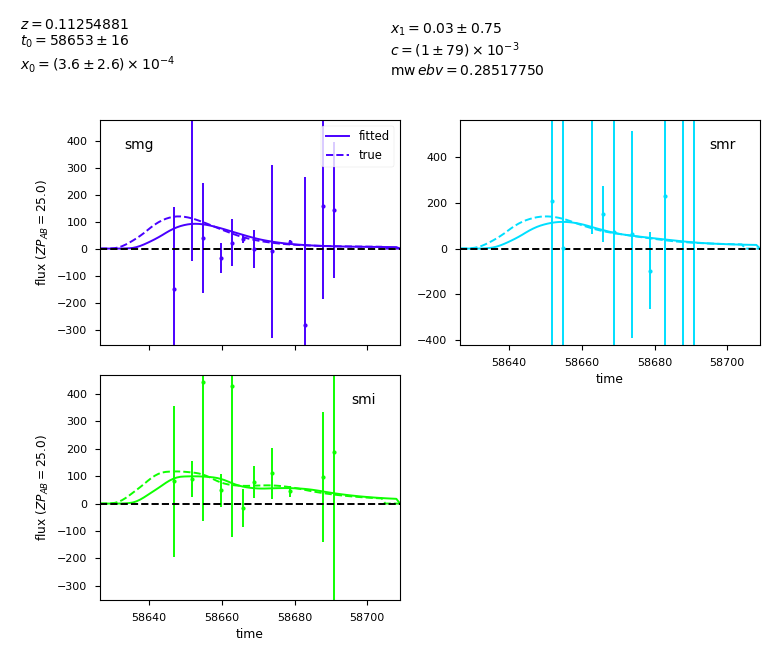 z = 0.11254881
t₀ = 58653 ± 16
x₀ = (3.6 ± 2.6) × 10⁻⁴
x₁ = 0.03 ± 0.75
c = (1 ± 79) × 10⁻³
mw ebv = 0.28517750
smg
fitted
true
400
300
200
100
0
−100
−200
−300
flux (ZP_AB = 25.0)
smr
400
200
0
−200
−400
58640
58660
58680
58700
time
smi
400
300
200
100
0
−100
−200
−300
flux (ZP_AB = 25.0)
58640
58660
58680
58700
time